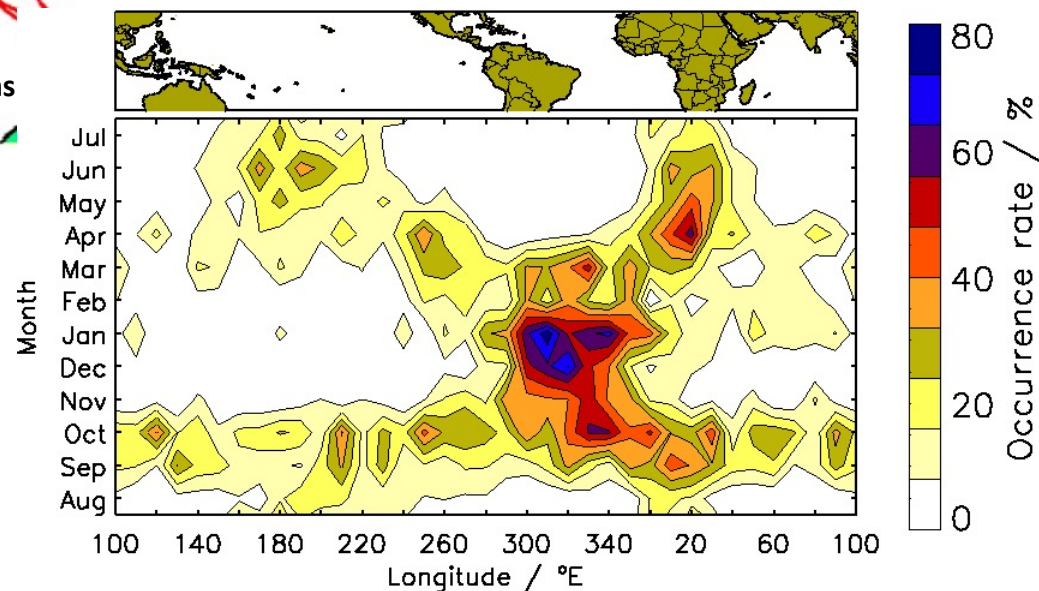 ns
Jul
Jun
May
Apr
Mar
Feb
Jan
Dec
Nov
Oct
Sep
Aug
Month
100 140 180 220 260 300 340 20 60 100
Longitude / °E
80
60
40
20
0
Occurrence rate / %